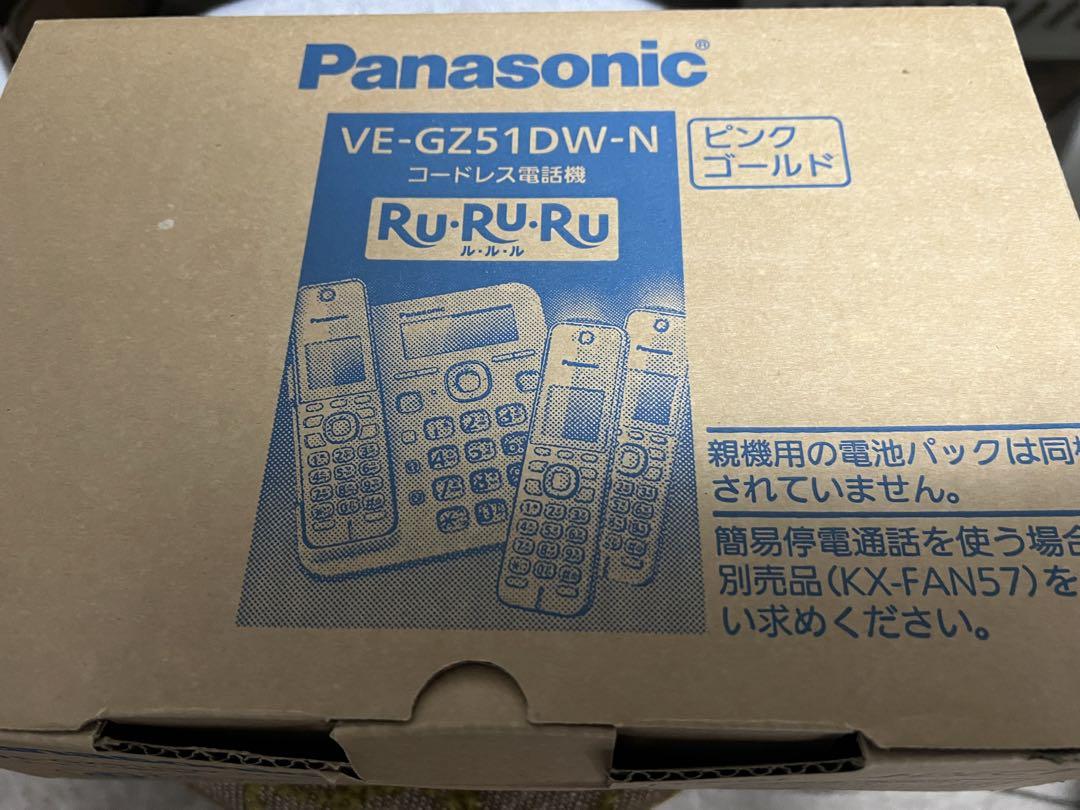 Panasonic®
VE-GZ51DW-N
コードレス電話機
RU・RU・RU
ル・ル・ル
ピンク
ゴールド
Panasonic
Panasonic
親機用の電池パックは同
されていません。
簡易停電通話を使う場合
別売品(KX-FAN57)を
い求めください。